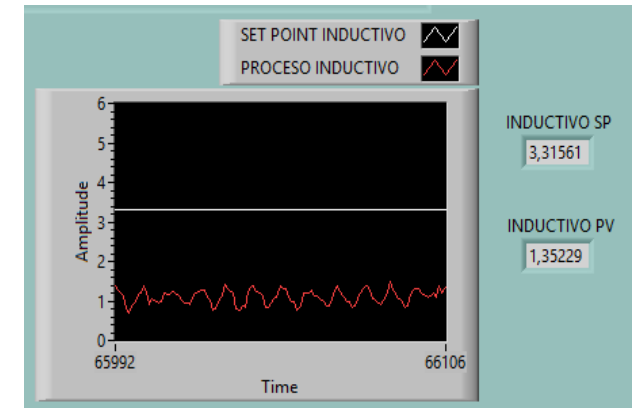 SET POINT INDUCTIVO
PROCESO INDUCTIVO
6
5
4
3
2
1
0
Amplitude
65992
66106
Time
INDUCTIVO SP
3,31561
INDUCTIVO PV
1,35229